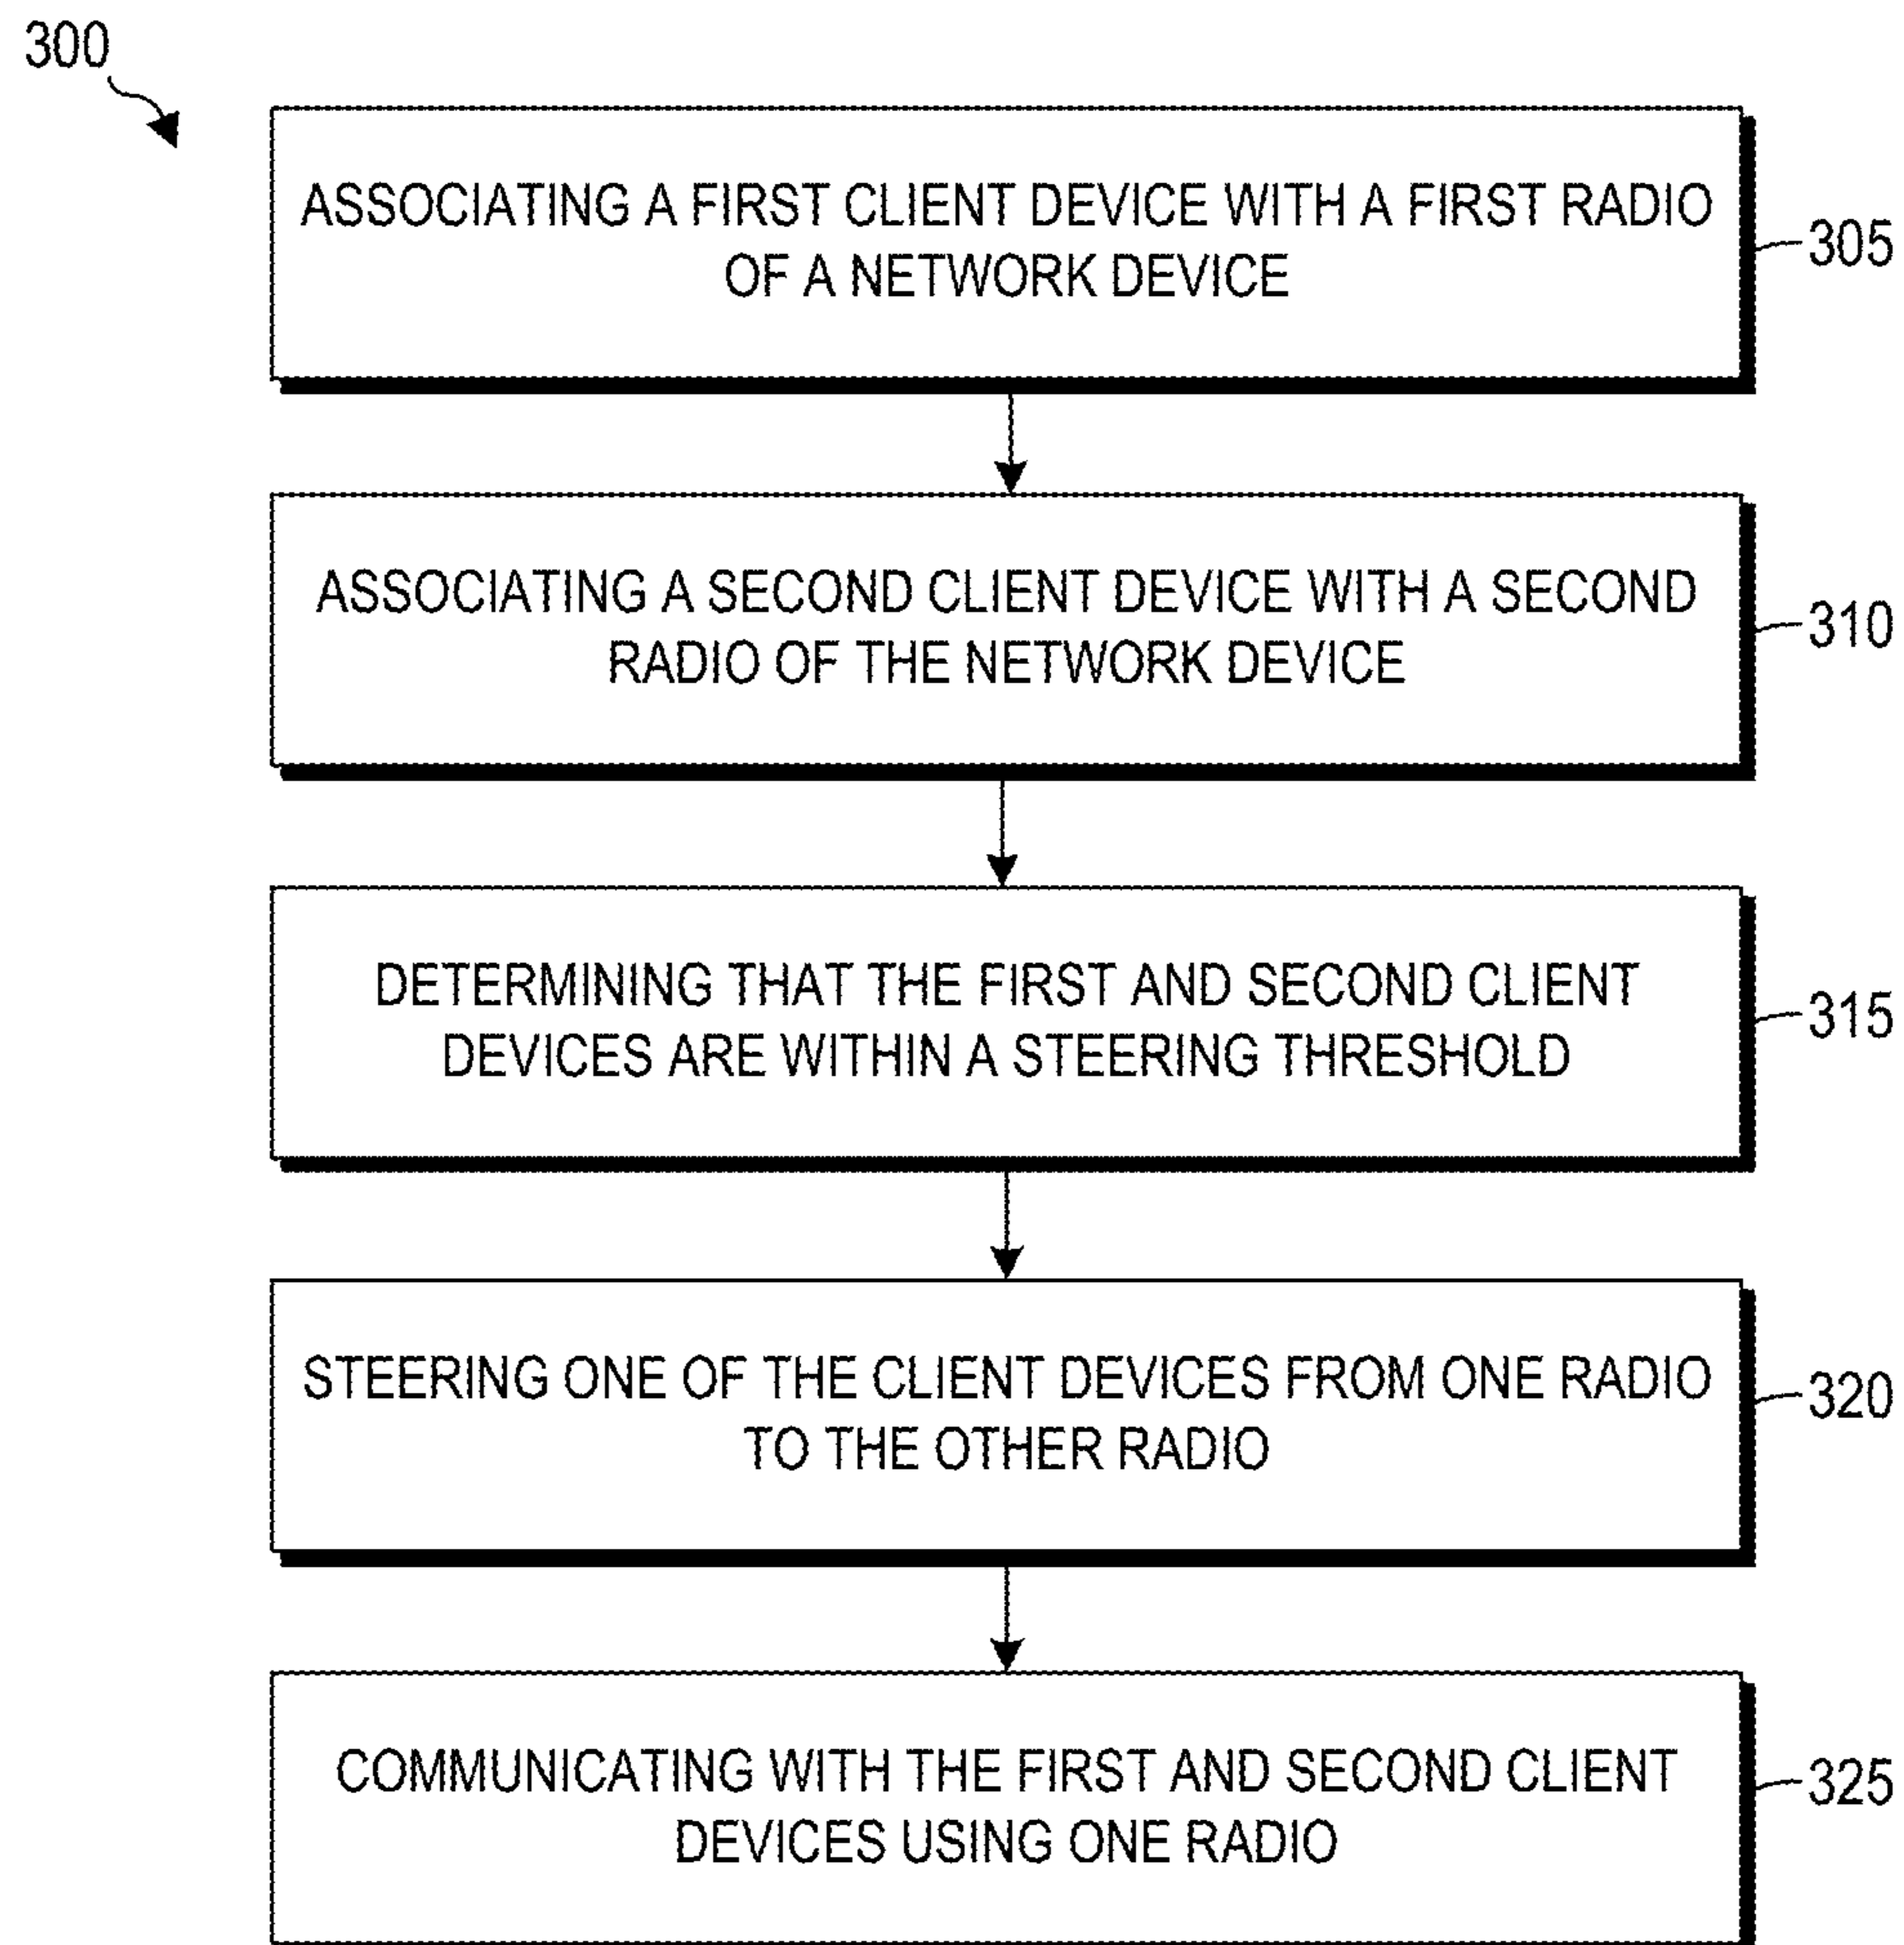 300
ASSOCIATING A FIRST CLIENT DEVICE WITH A FIRST RADIO
OF A NETWORK DEVICE
305
ASSOCIATING A SECOND CLIENT DEVICE WITH A SECOND
RADIO OF THE NETWORK DEVICE
310
DETERMINING THAT THE FIRST AND SECOND CLIENT
DEVICES ARE WITHIN A STEERING THRESHOLD
315
STEERING ONE OF THE CLIENT DEVICES FROM ONE RADIO
TO THE OTHER RADIO
320
COMMUNICATING WITH THE FIRST AND SECOND CLIENT
DEVICES USING ONE RADIO
325